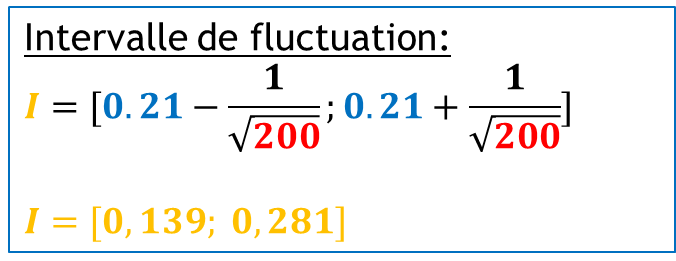 Intervalle de fluctuation:
I = [0.21 − 1/√200 ; 0.21 + 1/√200]
I = [0,139; 0,281]